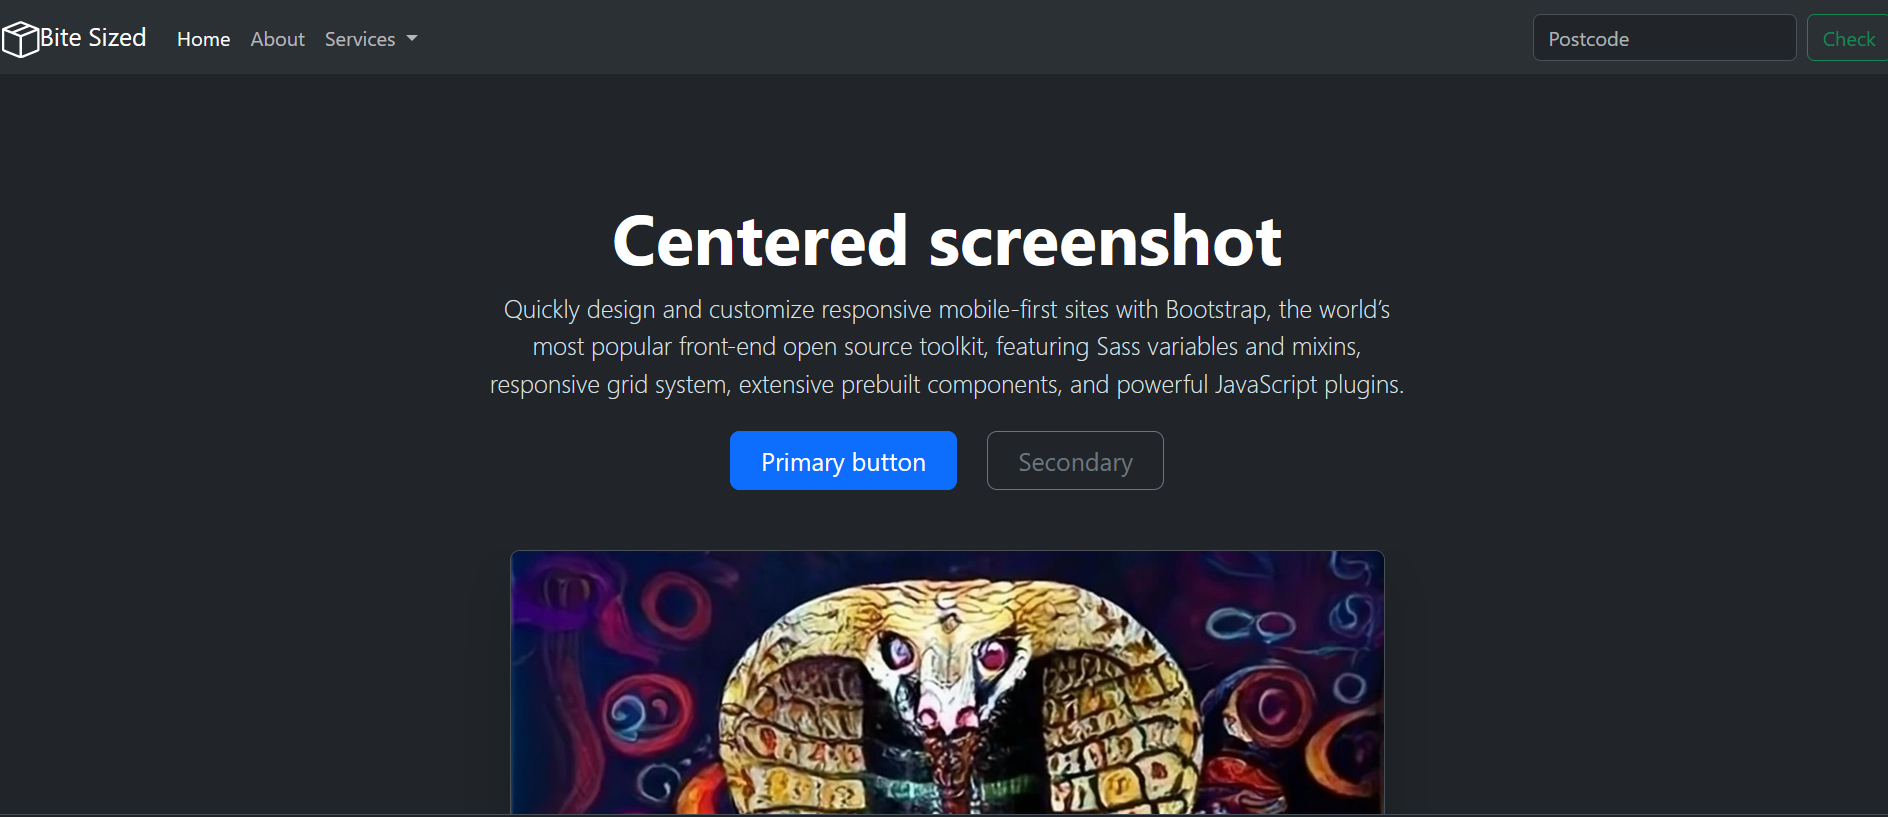 Bite Sized Home About Services Postcode Check
Centered screenshot
Quickly design and customize responsive mobile-first sites with Bootstrap, the world’s
most popular front-end open source toolkit, featuring Sass variables and mixins,
responsive grid system, extensive prebuilt components, and powerful JavaScript plugins.
Primary button Secondary